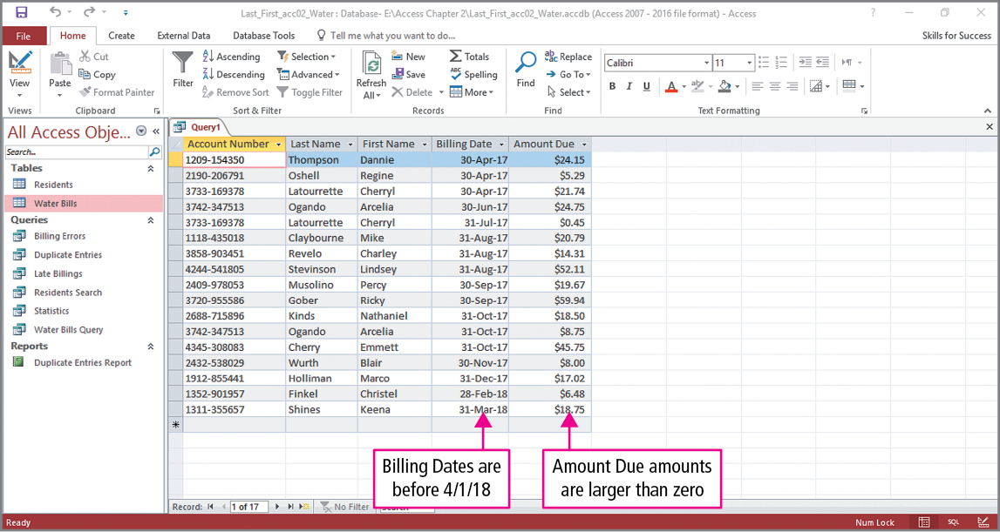 Last_First_acc02_Water : Database- E:\Access Chapter 2\Last_First_acc02_Water.accdb (Access 2007 - 2016 file format) - Access
?
File Home Create External Data Database Tools Tell me what you want to do... Skills for Success
View
Views
Paste
Cut
Copy
Format Painter
Clipboard
Filter
Ascending
Descending
Remove Sort
Selection
Advanced
Toggle Filter
Sort & Filter
Refresh
All
New
Save
Delete
Totals
Spelling
More
Records
Find
Replace
Go To
Select
Find
Calibri 11
B I U A
Text Formatting
All Access Obje...
Search...
Tables
Residents
Water Bills
Queries
Billing Errors
Duplicate Entries
Late Billings
Residents Search
Statistics
Water Bills Query
Reports
Duplicate Entries Report
Query1
Account Number Last Name First Name Billing Date Amount Due
1209-154350 Thompson Dannie 30-Apr-17 $24.15
2190-206791 Oshell Regine 30-Apr-17 $5.29
3733-169378 Latourrette Cherryl 30-Apr-17 $21.74
3742-347513 Ogando Arcelia 30-Jun-17 $24.75
3733-169378 Latourrette Cherryl 31-Jul-17 $0.45
1118-435018 Claybourne Mike 31-Aug-17 $20.79
3858-903451 Revelo Charley 31-Aug-17 $14.31
4244-541805 Stevinson Lindsey 31-Aug-17 $52.11
2409-978053 Musolino Percy 30-Sep-17 $19.67
3720-955586 Gober Ricky 30-Sep-17 $59.94
2688-715896 Kinds Nathaniel 31-Oct-17 $18.50
3742-347513 Ogando Arcelia 31-Oct-17 $8.75
4345-308083 Cherry Emmett 31-Oct-17 $45.75
2432-538029 Wurth Blair 30-Nov-17 $8.00
1912-855441 Holliman Marco 31-Dec-17 $17.02
1352-901957 Finkel Christel 28-Feb-18 $6.48
1311-355657 Shines Keena 31-Mar-18 $18.75
Billing Dates are
before 4/1/18
Amount Due amounts
are larger than zero
Record: 1 of 17 No Filter
Ready Num Lock SQL